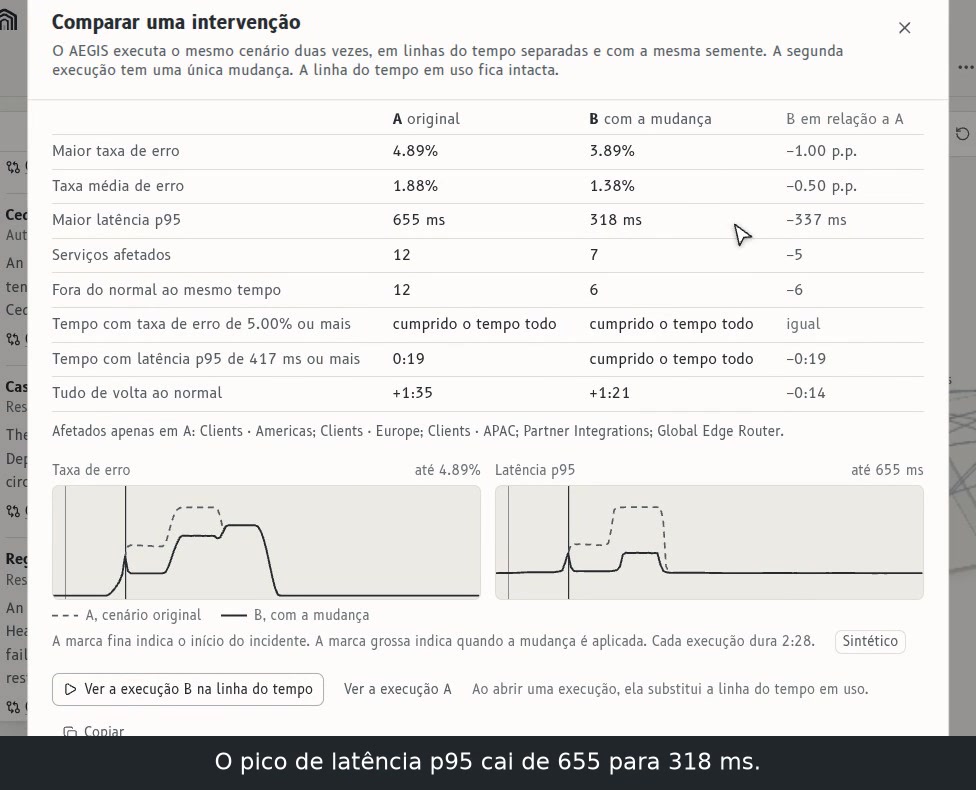 Comparar uma intervenção
O AEGIS executa o mesmo cenário duas vezes, em linhas do tempo separadas e com a mesma semente. A segunda
execução tem uma única mudança. A linha do tempo em uso fica intacta.
A original B com a mudança B em relação a A
Maior taxa de erro 4.89% 3.89% −1.00 p.p.
Taxa média de erro 1.88% 1.38% −0.50 p.p.
Maior latência p95 655 ms 318 ms −337 ms
Serviços afetados 12 7 −5
Fora do normal ao mesmo tempo 12 6 −6
Tempo com taxa de erro de 5.00% ou mais cumprido o tempo todo cumprido o tempo todo igual
Tempo com latência p95 de 417 ms ou mais 0:19 cumprido o tempo todo −0:19
Tudo de volta ao normal +1:35 +1:21 −0:14
Afetados apenas em A: Clients · Americas; Clients · Europe; Clients · APAC; Partner Integrations; Global Edge Router.
Taxa de erro até 4.89% Latência p95 até 655 ms
A, cenário original B, com a mudança
A marca fina indica o início do incidente. A marca grossa indica quando a mudança é aplicada. Cada execução dura 2:28. Sintético
Ver a execução B na linha do tempo Ver a execução A Ao abrir uma execução, ela substitui a linha do tempo em uso.
Copiar
O pico de latência p95 cai de 655 para 318 ms.